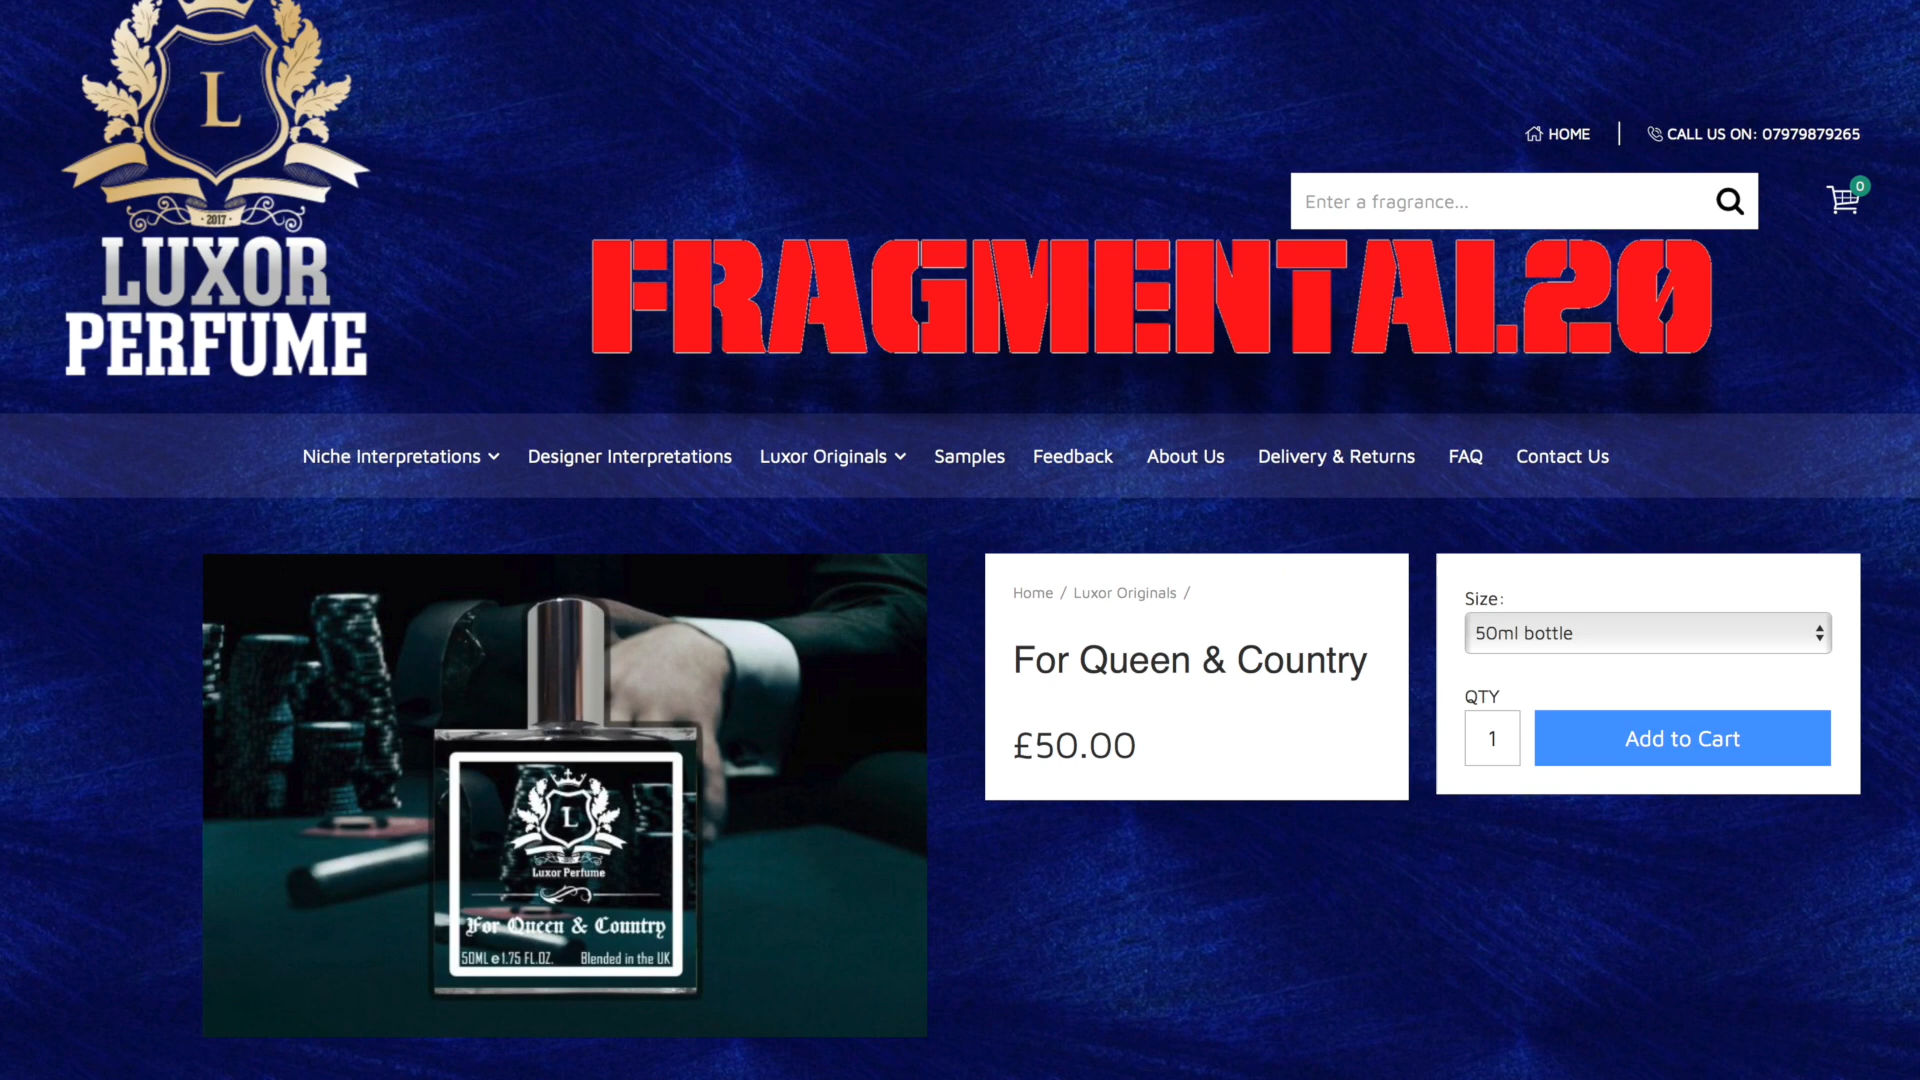 L
· 2017 ·
LUXOR
PERFUME
HOME
CALL US ON: 07979879265
Enter a fragrance...
0
FRAGMENTAL20
Niche Interpretations
Designer Interpretations
Luxor Originals
Samples
Feedback
About Us
Delivery & Returns
FAQ
Contact Us
L
Luxor Perfume
For Queen & Country
50ML e 1.75 FL.OZ. Blended in the UK
Home / Luxor Originals /
For Queen & Country
£50.00
Size:
50ml bottle
QTY
1
Add to Cart